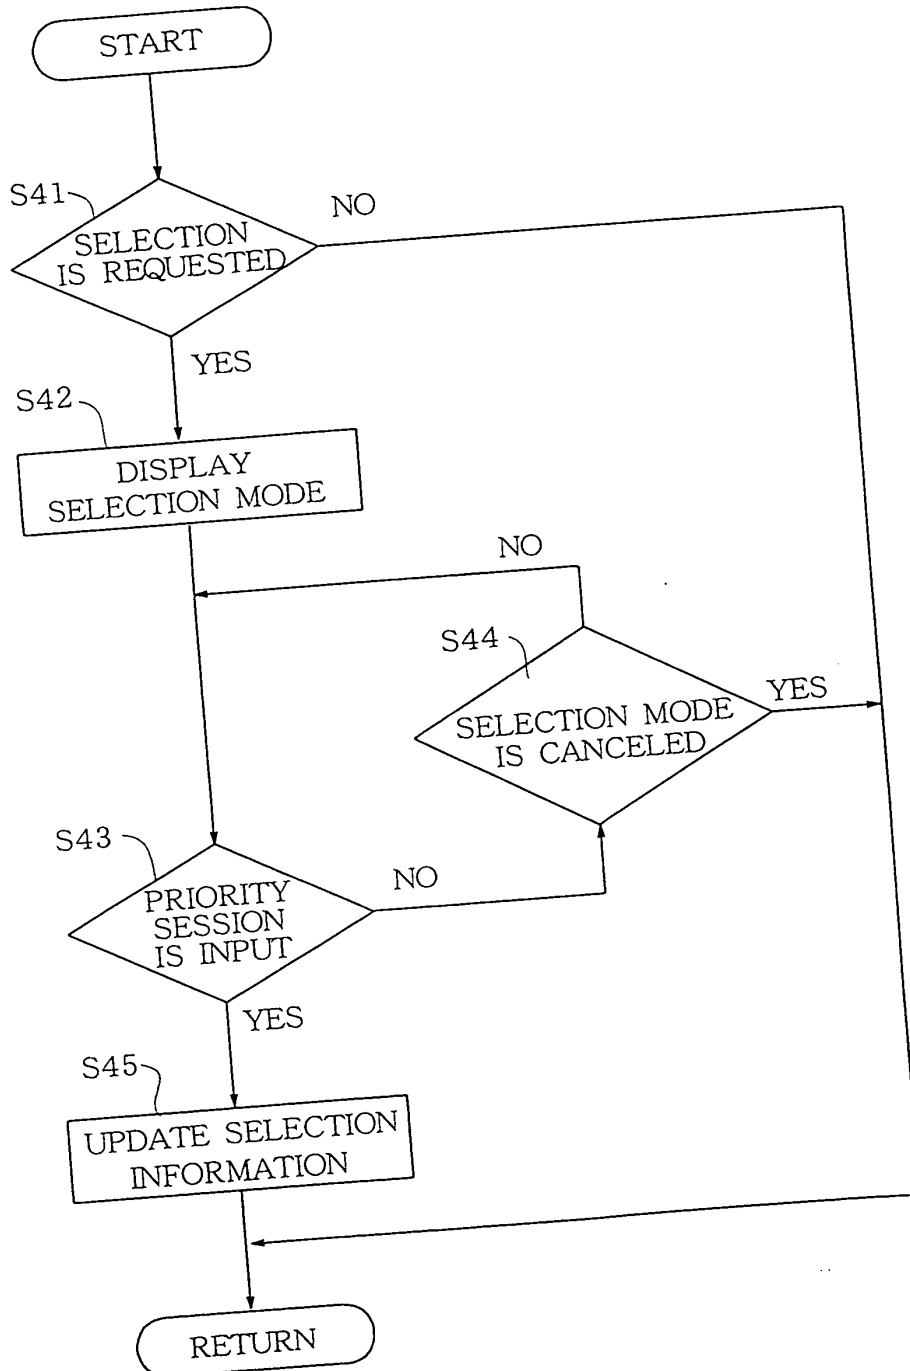 START
S41
NO
SELECTION
IS REQUESTED
YES
S42
DISPLAY
SELECTION MODE
NO
S44
YES
SELECTION MODE
IS CANCELED
S43
NO
PRIORITY
SESSION
IS INPUT
YES
S45
UPDATE SELECTION
INFORMATION
RETURN